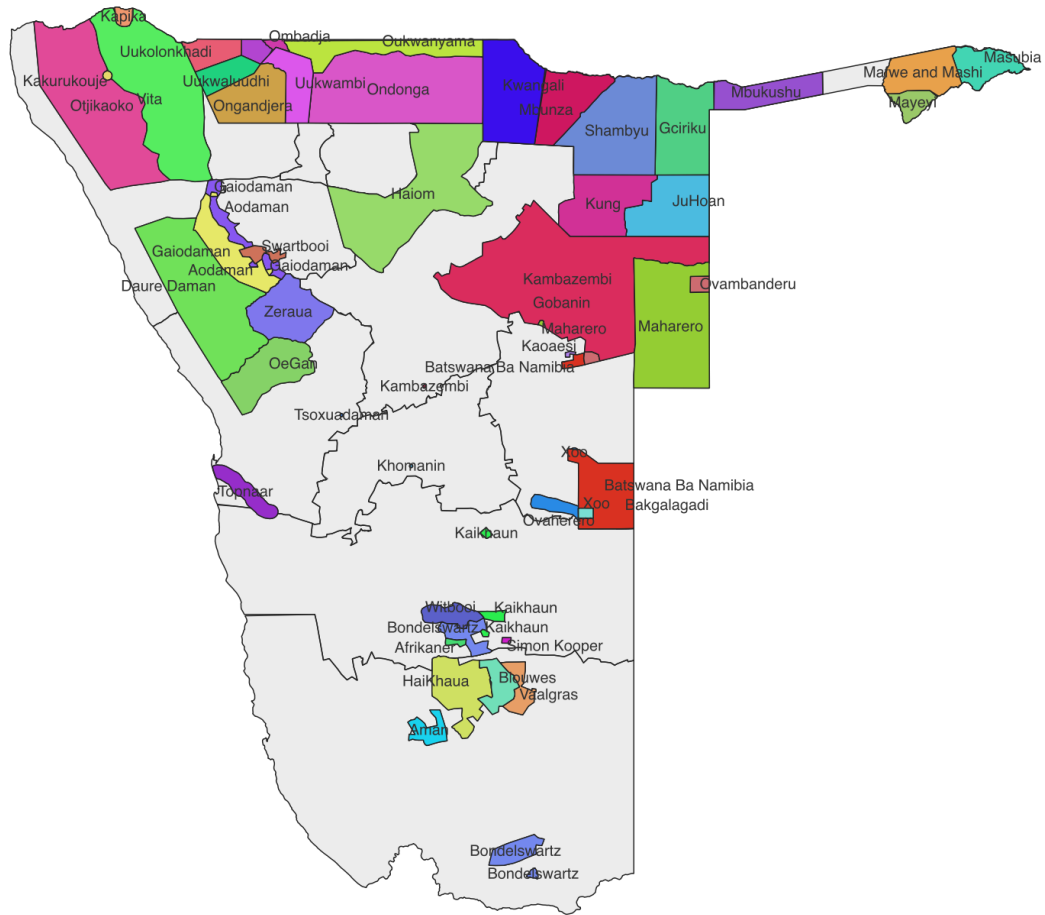 Kapika
Ombadja
Oukwanyama
Uukolonkhadi
Masubia
Mafwe and Mashi
Kakurukouje
Uukwaluudhi
Uukwambi
Ondonga
Kwangali
Mbukushu
Vita
Otjikaoko
Ongandjera
Mbunza
Mayeyi
Shambyu
Gciriku
Gaiodaman
Haiom
JuHoan
Aodaman
Kung
Swartbooi
Gaiodaman
Gaiodaman
Aodaman
Daure Daman
Kambazembi
Ovambanderu
Gobanin
Zeraua
Maharero
Maharero
Kaoaesi
OeGan
Batswana Ba Namibia
Kambazembi
Tsoxuadaman
Xoo
Khomanin
Batswana Ba Namibia
Topnaar
Xoo
Bakgalagadi
Ovaherero
Kaikhaun
Witbooi
Kaikhaun
Bondelswartz
Kaikhaun
Afrikaner
Simon Kooper
HaiKhaua
Blouwes
Vaalgras
Aman
Bondelswartz
Bondelswartz